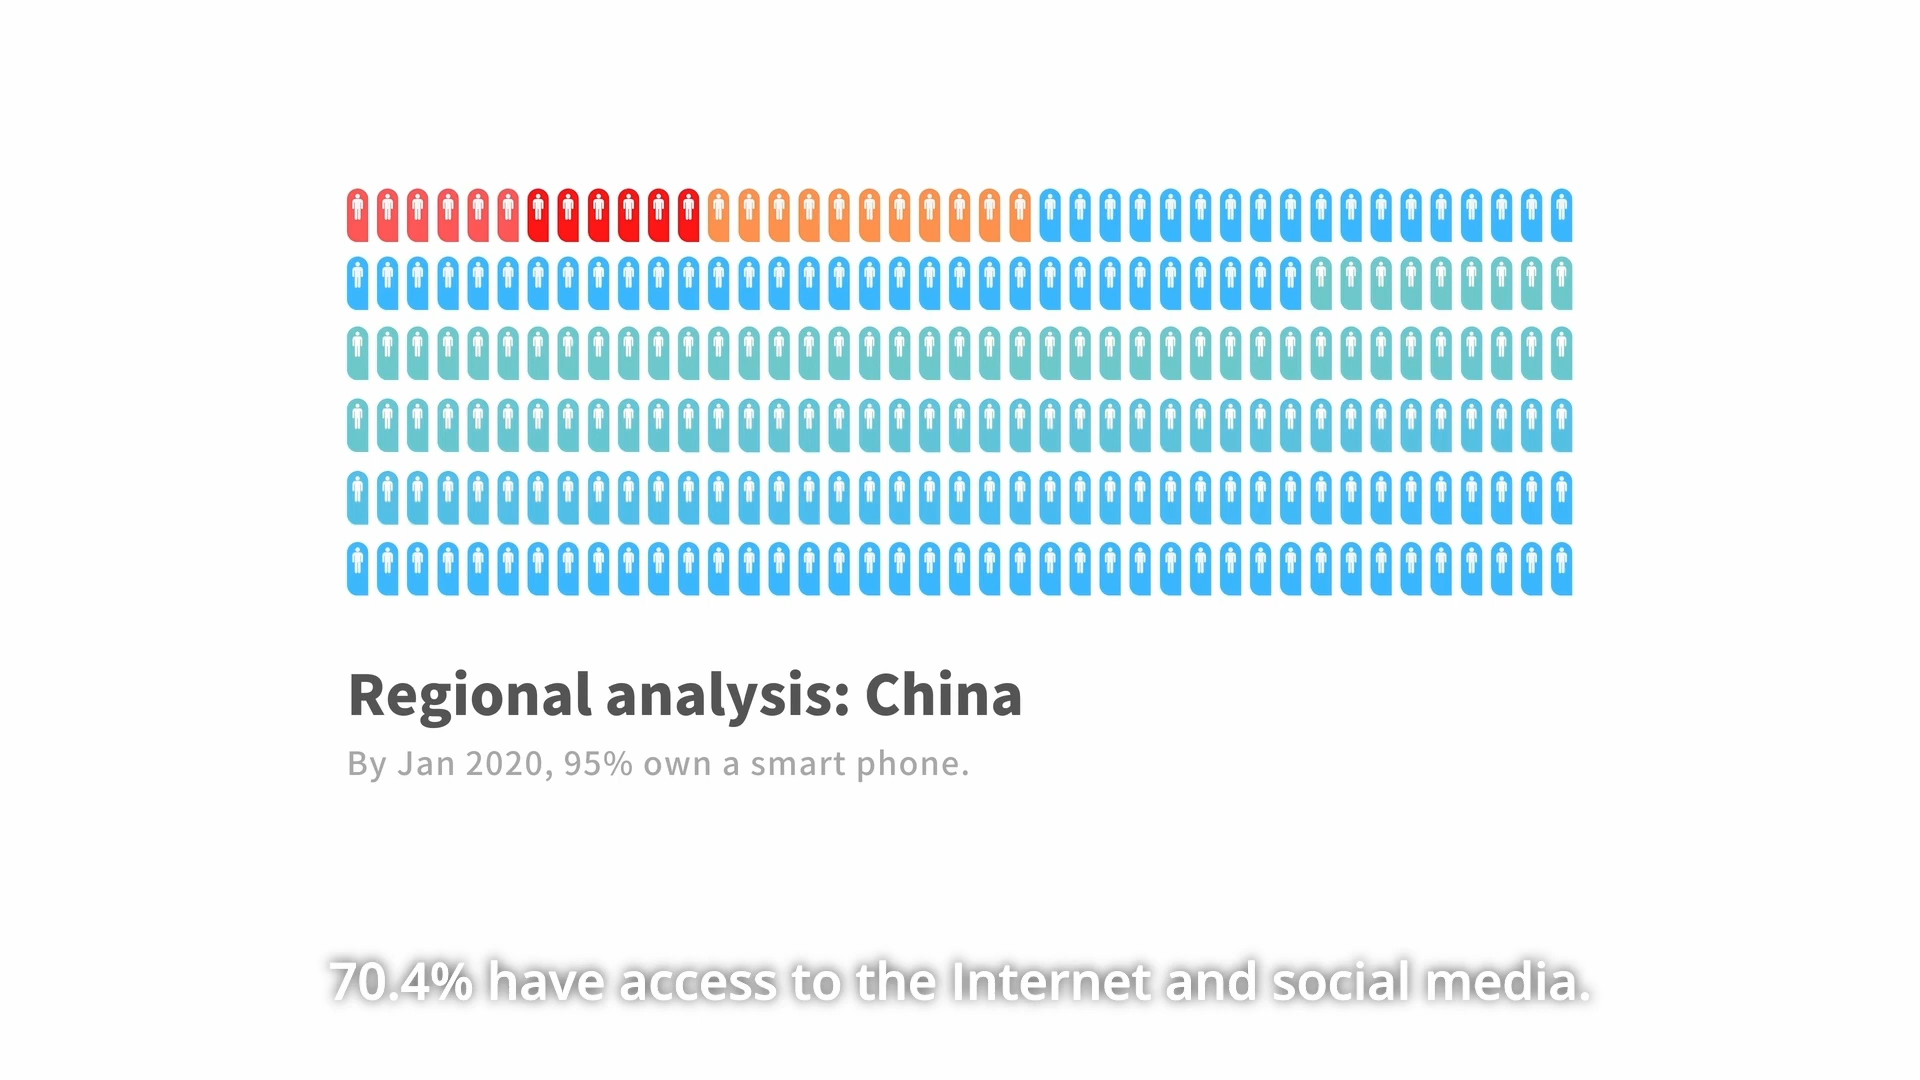 Regional analysis: China
By Jan 2020, 95% own a smart phone.
70.4% have access to the Internet and social media.